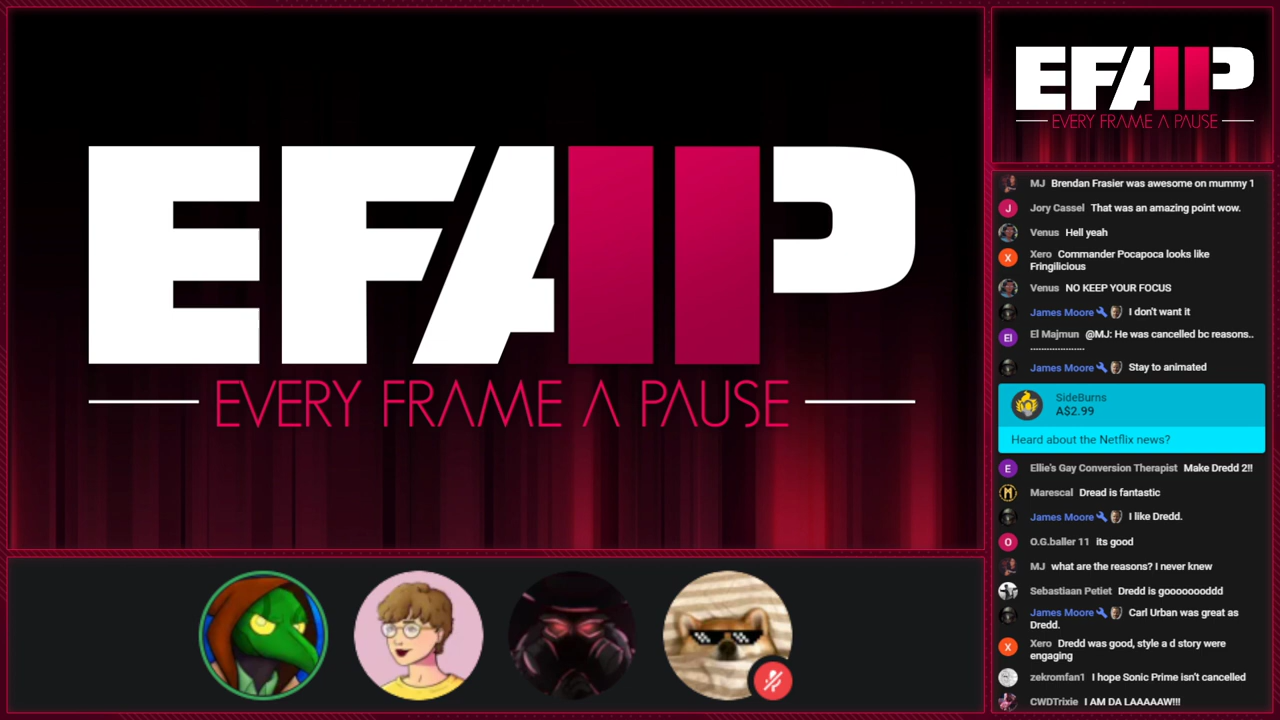 EFAP
EVERY FRAME A PAUSE
EFAP
EVERY FRAME A PAUSE
MJ Brendan Frasier was awesome on mummy 1
J
Jory Cassel That was an amazing point wow.
Venus Hell yeah
X
Xero Commander Pocapoca looks like
Fringilicious
Venus NO KEEP YOUR FOCUS
James Moore I don't want it
El
El Majmun @MJ: He was cancelled bc reasons..
...................
James Moore Stay to animated
SideBurns
A$2.99
Heard about the Netflix news?
E
Ellie's Gay Conversion Therapist Make Dredd 2!!
M
Marescal Dread is fantastic
James Moore I like Dredd.
O
O.G.baller 11 its good
MJ what are the reasons? I never knew
Sebastiaan Petiet Dredd is goooooooddd
James Moore Carl Urban was great as
Dredd.
X
Xero Dredd was good, style a d story were
engaging
zekromfan1 I hope Sonic Prime isn't cancelled
CWDTrixie I AM DA LAAAAAW!!!